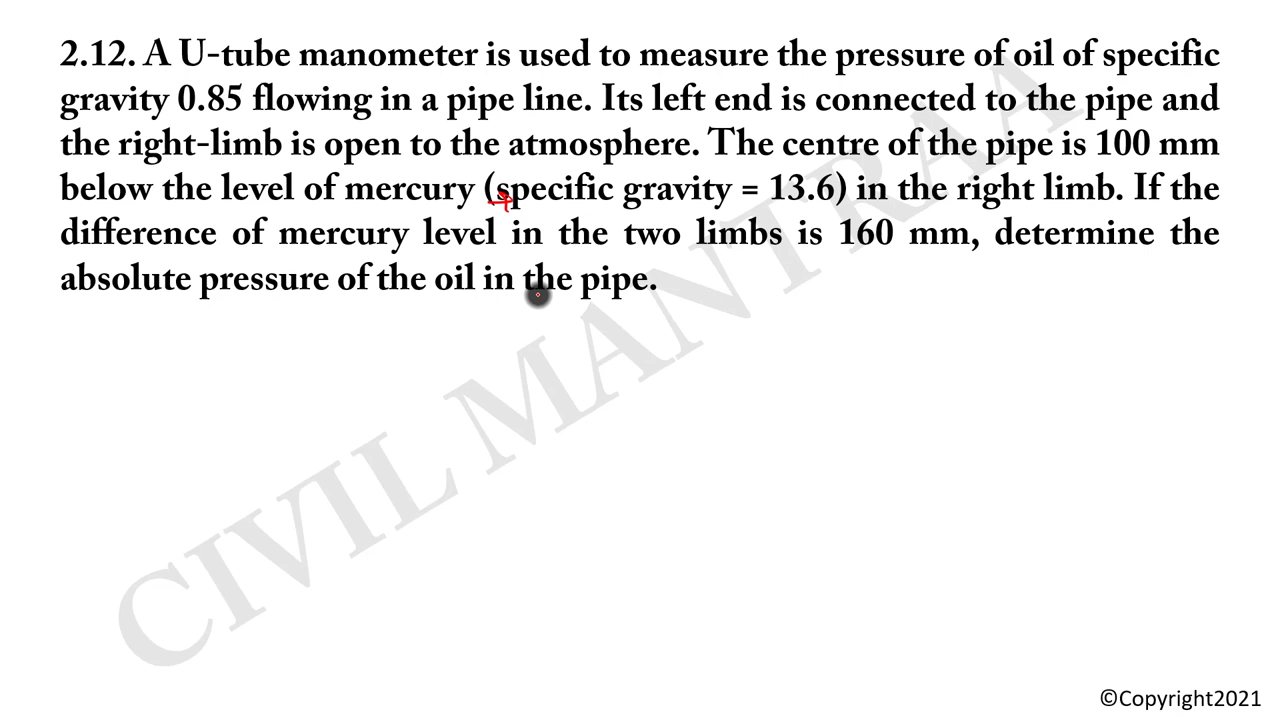 2.12. A U-tube manometer is used to measure the pressure of oil of specific
gravity 0.85 flowing in a pipe line. Its left end is connected to the pipe and
the right-limb is open to the atmosphere. The centre of the pipe is 100 mm
below the level of mercury (specific gravity = 13.6) in the right limb. If the
difference of mercury level in the two limbs is 160 mm, determine the
absolute pressure of the oil in the pipe.
CIVIL MANTRAA
©Copyright2021